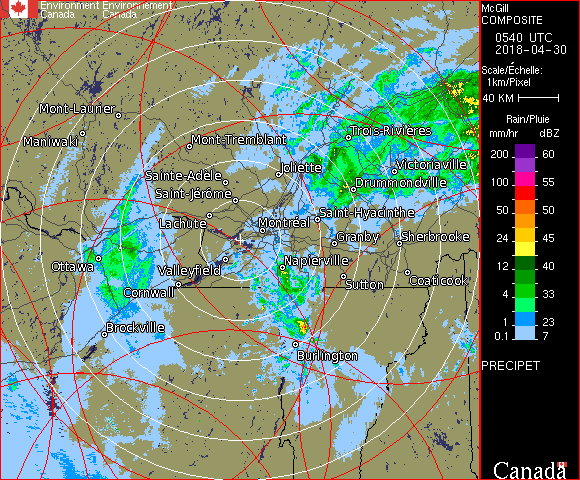 Environment Environnement
Canada Canada
McGill
COMPOSITE
0540 UTC
2018-04-30
Scale/Échelle:
1km/Pixel
40 KM
Rain/Pluie
mm/hr dBZ
200 60
100 55
50 50
24 45
12 40
4 33
1 23
0.1 7
PRECIPET
Mont-Laurier
Maniwaki
Mont-Tremblant
Trois-Rivières
Joliette
Victoriaville
Sainte-Adèle
Saint-Jérôme
Drummondville
Lachute
Montréal
Saint-Hyacinthe
Granby
Sherbrooke
Ottawa
Valleyfield
Napierville
Cornwall
Sutton
Coaticook
Brockville
Burlington
Canada